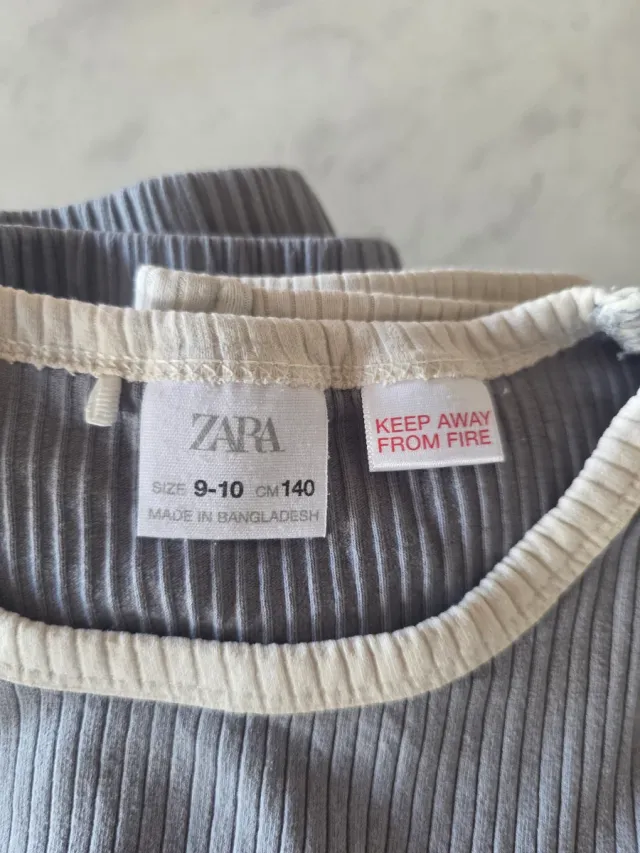 ZARA
SIZE 9-10 CM 140
MADE IN BANGLADESH
KEEP AWAY
FROM FIRE